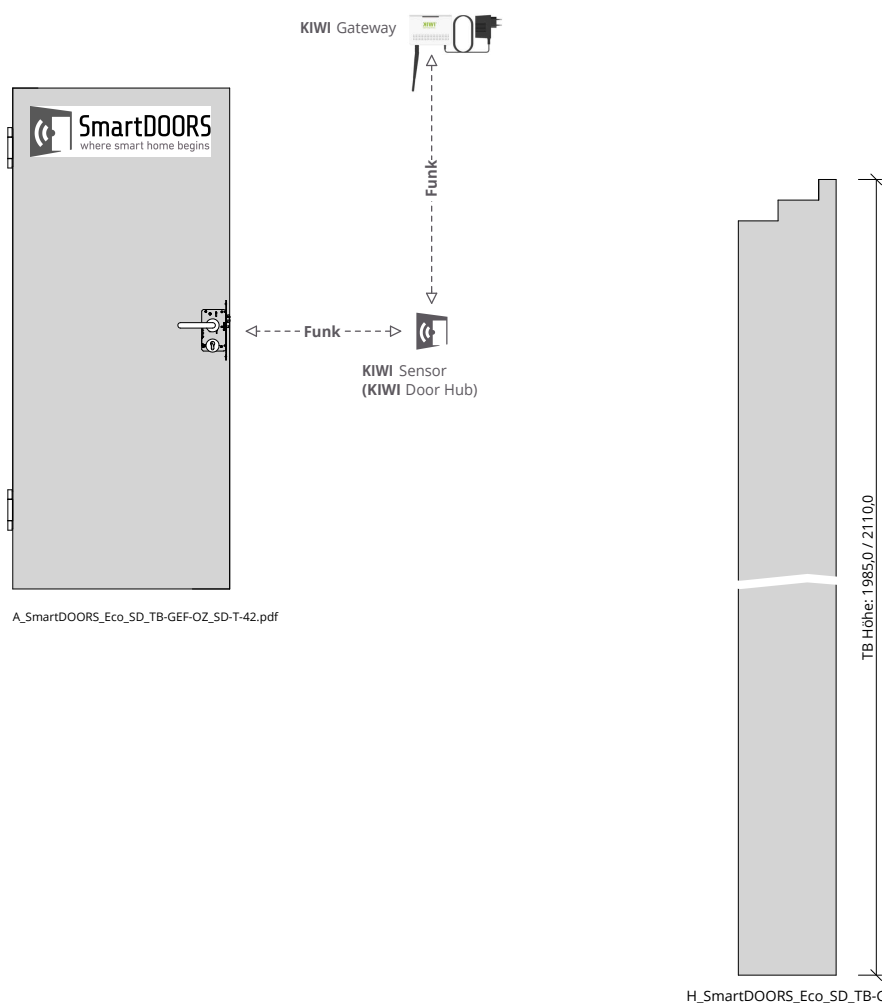 KIWI Gateway
SmartDOORS
where smart home begins
Funk
Funk
KIWI Sensor
(KIWI Door Hub)
TB Höhe: 1985,0 / 2110,0
A_SmartDOORS_Eco_SD_TB-GEF-OZ_SD-T-42.pdf
H_SmartDOORS_Eco_SD_TB-